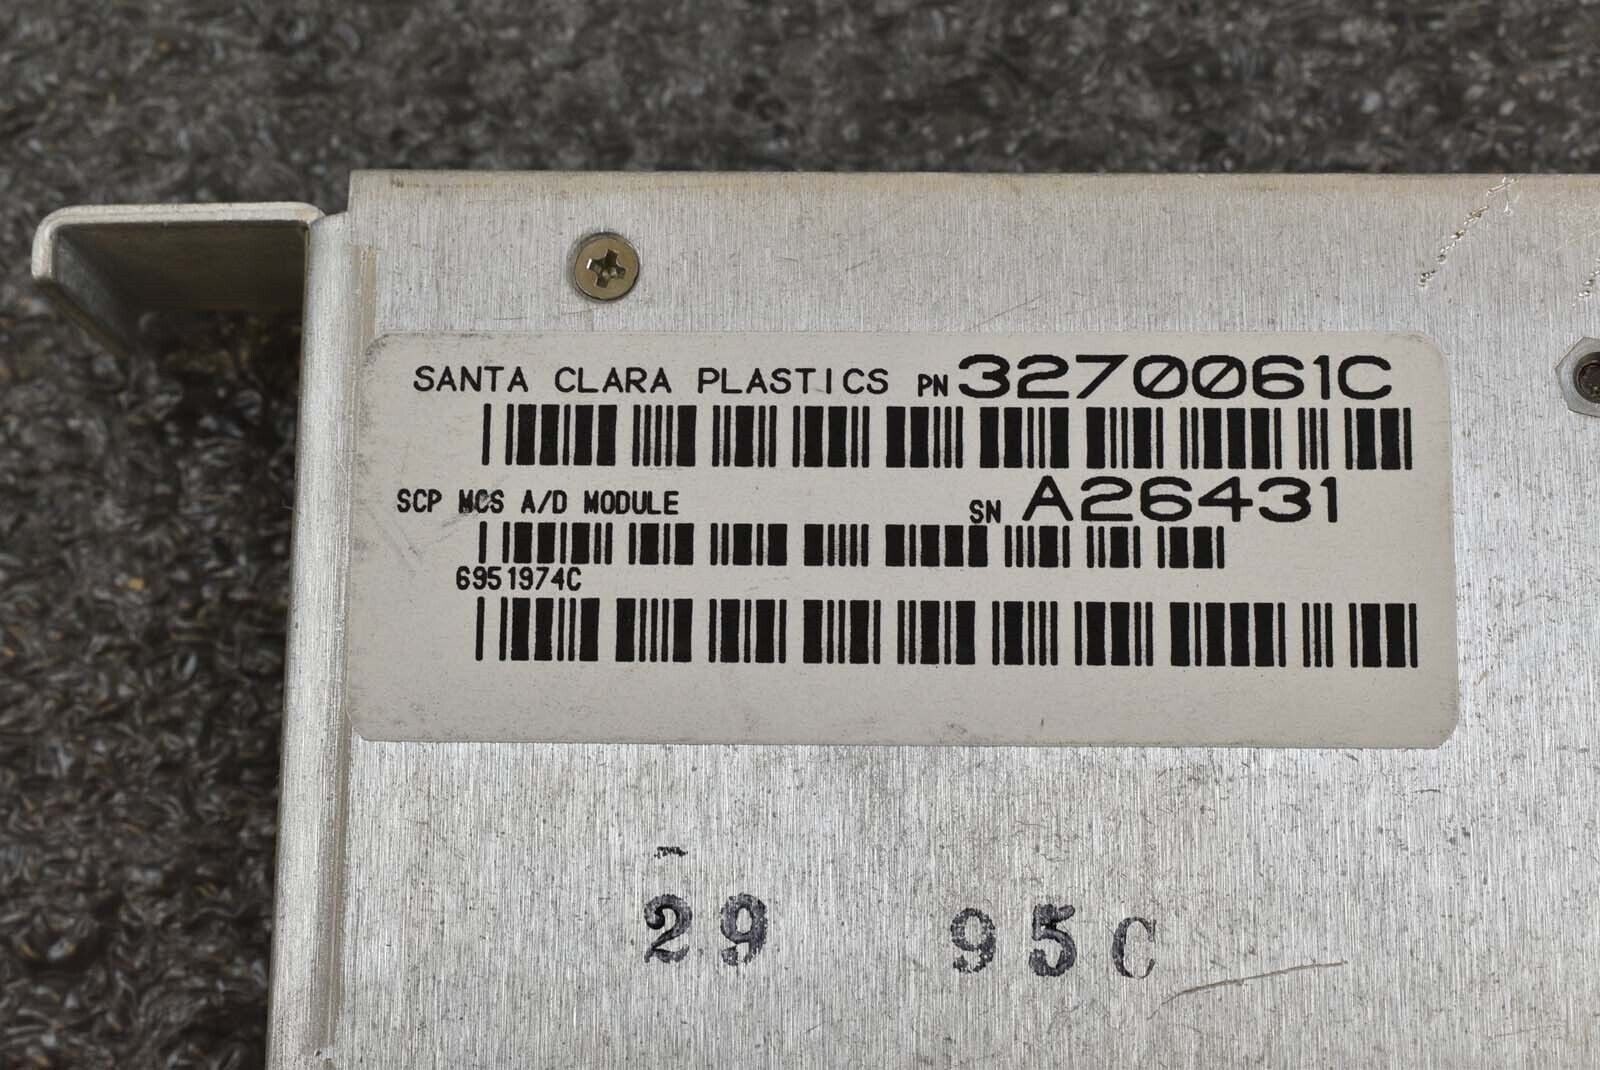 SANTA CLARA PLASTICS PN 3270061C
SCP MCS A/D MODULE SN A26431
6951974C
29 95C